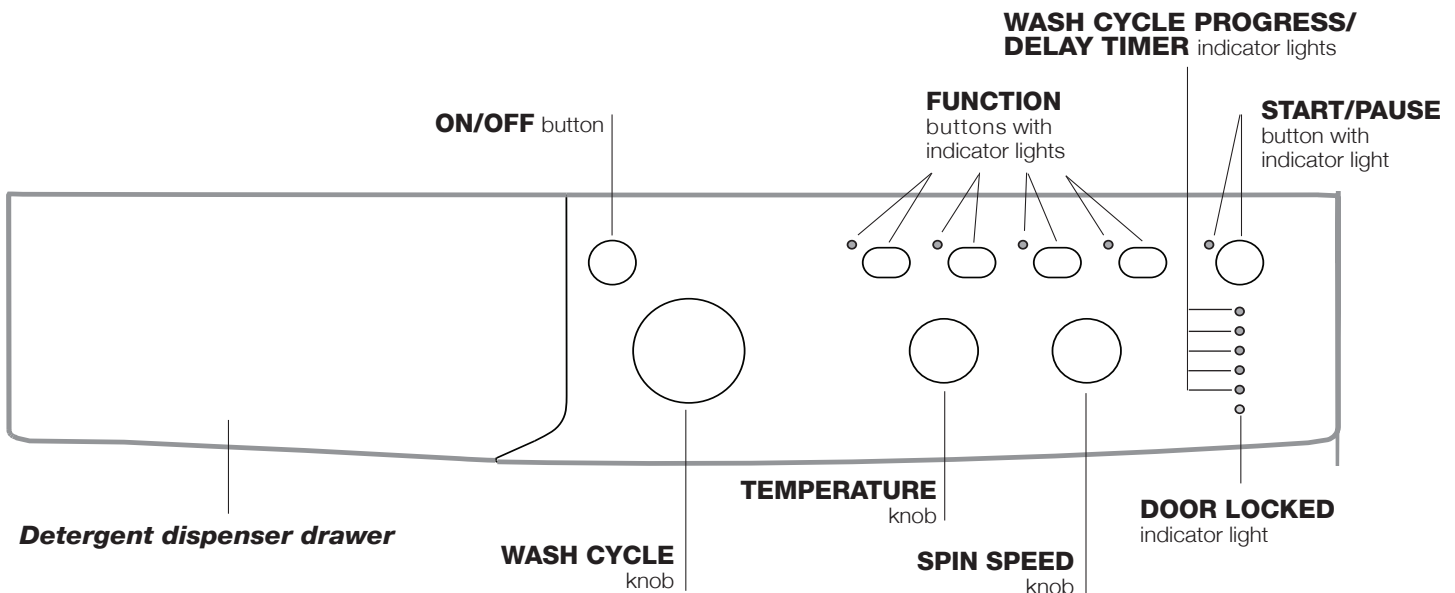 WASH CYCLE PROGRESS/
DELAY TIMER indicator lights
FUNCTION
buttons with
indicator lights
START/PAUSE
button with
indicator light
ON/OFF button
TEMPERATURE
knob
DOOR LOCKED
indicator light
Detergent dispenser drawer
WASH CYCLE
knob
SPIN SPEED
knob